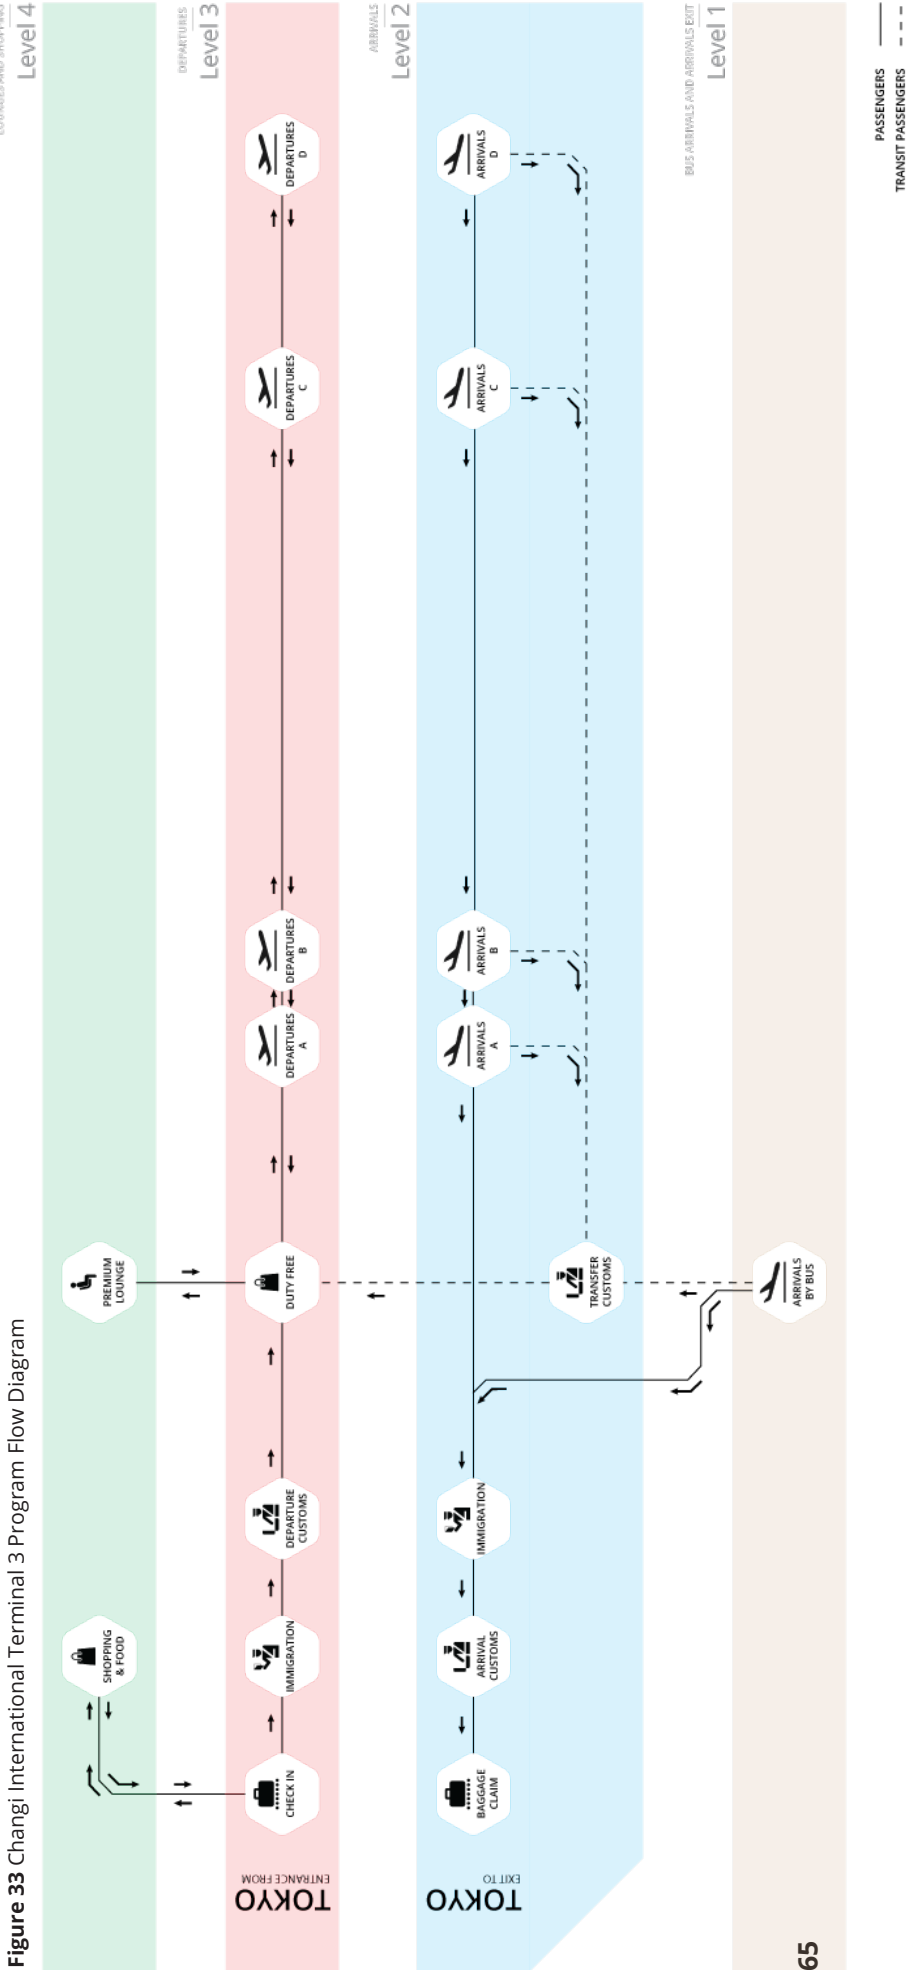 Figure 33 Changi International Terminal 3 Program Flow Diagram
LOUNGES AND SHOPPING
Level 4
SHOPPING
& FOOD
PREMIUM
LOUNGE
DEPARTURES
Level 3
TOKYO
ENTRANCE FROM
CHECK IN
IMMIGRATION
DEPARTURE
CUSTOMS
DUTY FREE
DEPARTURES
A
DEPARTURES
B
DEPARTURES
C
DEPARTURES
D
ARRIVALS
Level 2
TOKYO
EXIT TO
BAGGAGE
CLAIM
ARRIVAL
CUSTOMS
IMMIGRATION
ARRIVALS
A
ARRIVALS
B
ARRIVALS
C
ARRIVALS
D
TRANSFER
CUSTOMS
BUS ARRIVALS AND ARRIVALS EXIT
Level 1
ARRIVALS
BY BUS
PASSENGERS
TRANSIT PASSENGERS
65